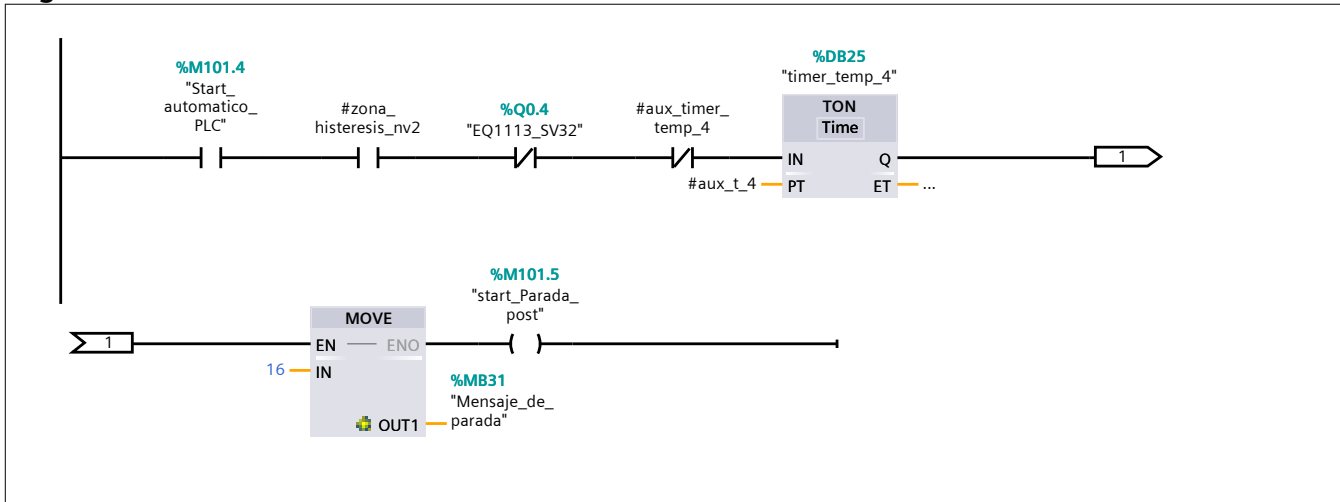 %M101.4
"Start_
automatico_
PLC"
#zona_
histeresis_nv2
%Q0.4
"EQ1113_SV32"
#aux_timer_
temp_4
%DB25
"timer_temp_4"
TON
Time
IN
Q
#aux_t_4
PT
ET
...
1
1
MOVE
EN
ENO
16
IN
OUT1
%MB31
"Mensaje_de_
parada"
%M101.5
"start_Parada_
post"